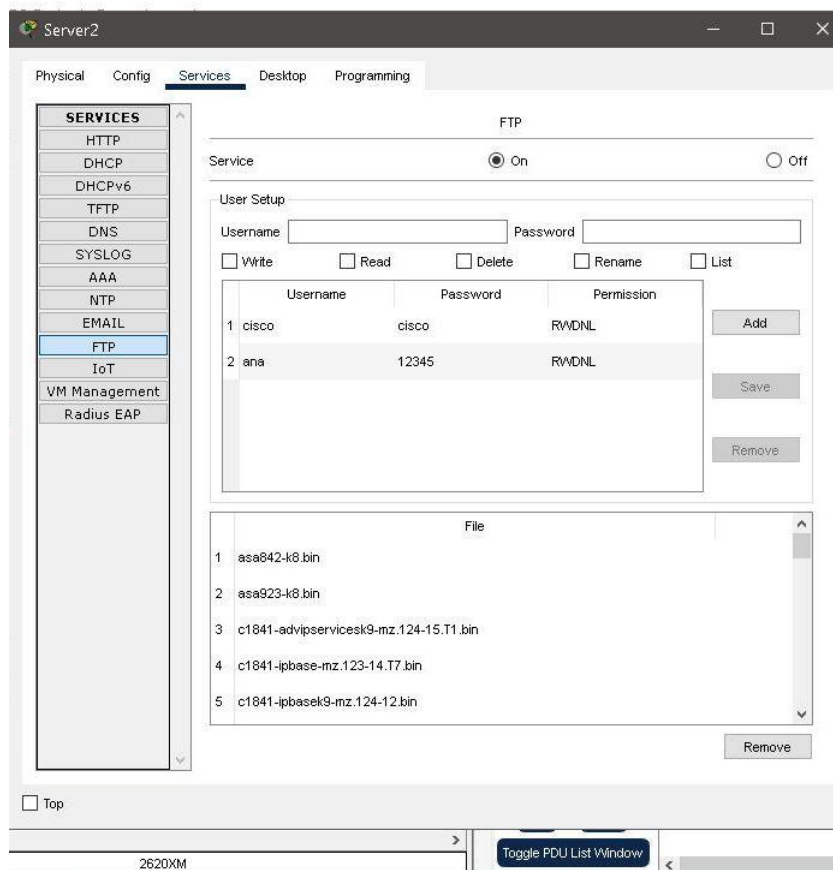 Server2
Physical Config Services Desktop Programming
SERVICES
HTTP
DHCP
DHCPv6
TFTP
DNS
SYSLOG
AAA
NTP
EMAIL
FTP
IoT
VM Management
Radius EAP
FTP
Service On Off
User Setup
Username Password
Write Read Delete Rename List
Username Password Permission
1 cisco cisco RWDNL
2 ana 12345 RWDNL
Add
Save
Remove
File
1 asa842-k8.bin
2 asa923-k8.bin
3 c1841-advipservicesk9-mz.124-15.T1.bin
4 c1841-ipbase-mz.123-14.T7.bin
5 c1841-ipbasek9-mz.124-12.bin
Remove
Top
2620XM
Toggle PDU List Window